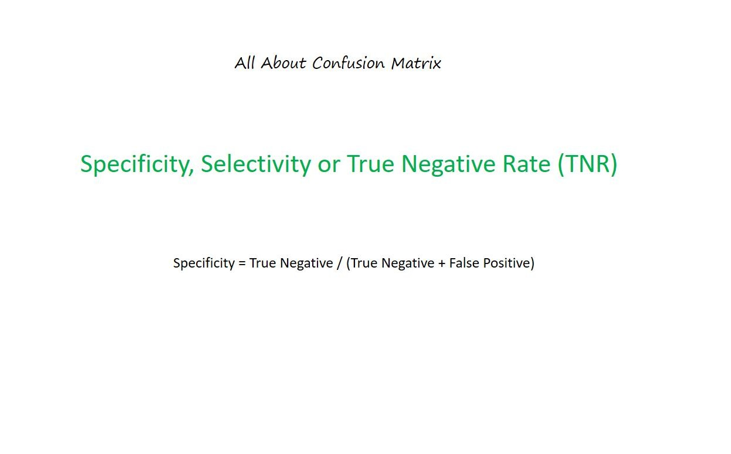 All About Confusion Matrix
Specificity, Selectivity or True Negative Rate (TNR)
Specificity = True Negative / (True Negative + False Positive)